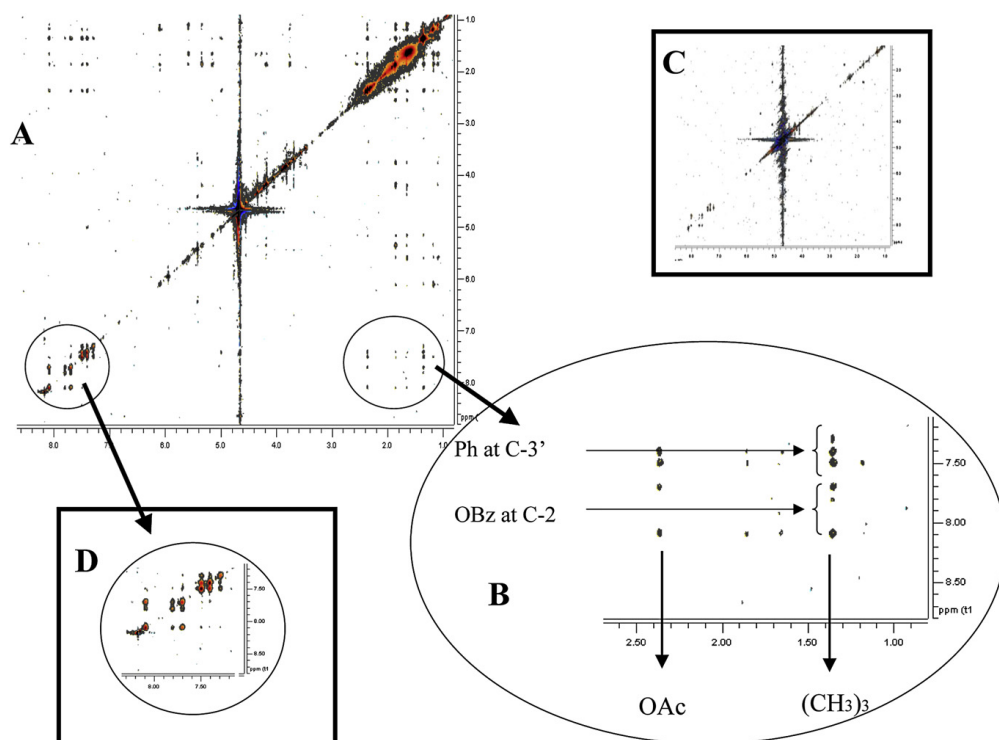 A
1.0
2.0
3.0
4.0
5.0
6.0
7.0
8.0
ppm (
8.0 7.0 6.0 5.0 4.0 3.0 2.0 1.0
C
B
Ph at C-3'
OBz at C-2
7.50
8.00
8.50
ppm (t1
2.50 2.00 1.50 1.00
OAc
(CH3)3
D
7.50
8.00
8.50
ppm (t1
8.00 7.50